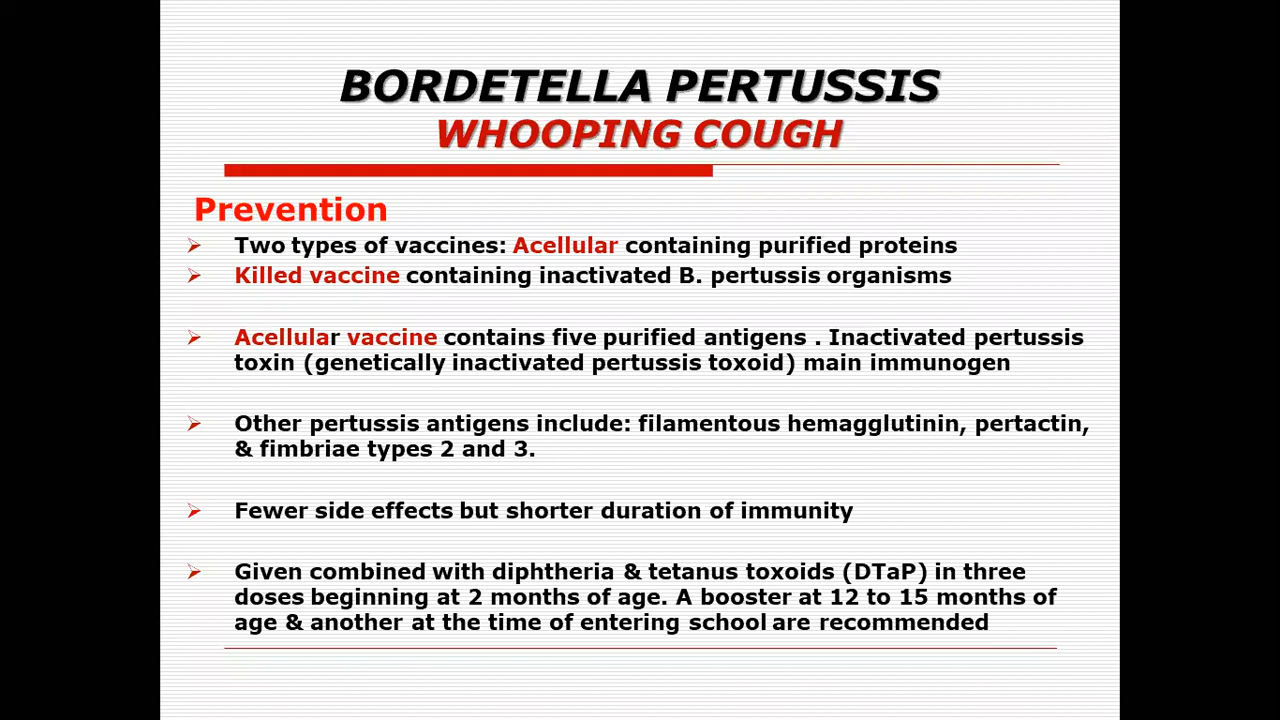 BORDETELLA PERTUSSIS
WHOOPING COUGH
Prevention
Two types of vaccines: Acellular containing purified proteins
Killed vaccine containing inactivated B. pertussis organisms
Acellular vaccine contains five purified antigens . Inactivated pertussis
toxin (genetically inactivated pertussis toxoid) main immunogen
Other pertussis antigens include: filamentous hemagglutinin, pertactin,
& fimbriae types 2 and 3.
Fewer side effects but shorter duration of immunity
Given combined with diphtheria & tetanus toxoids (DTaP) in three
doses beginning at 2 months of age. A booster at 12 to 15 months of
age & another at the time of entering school are recommended